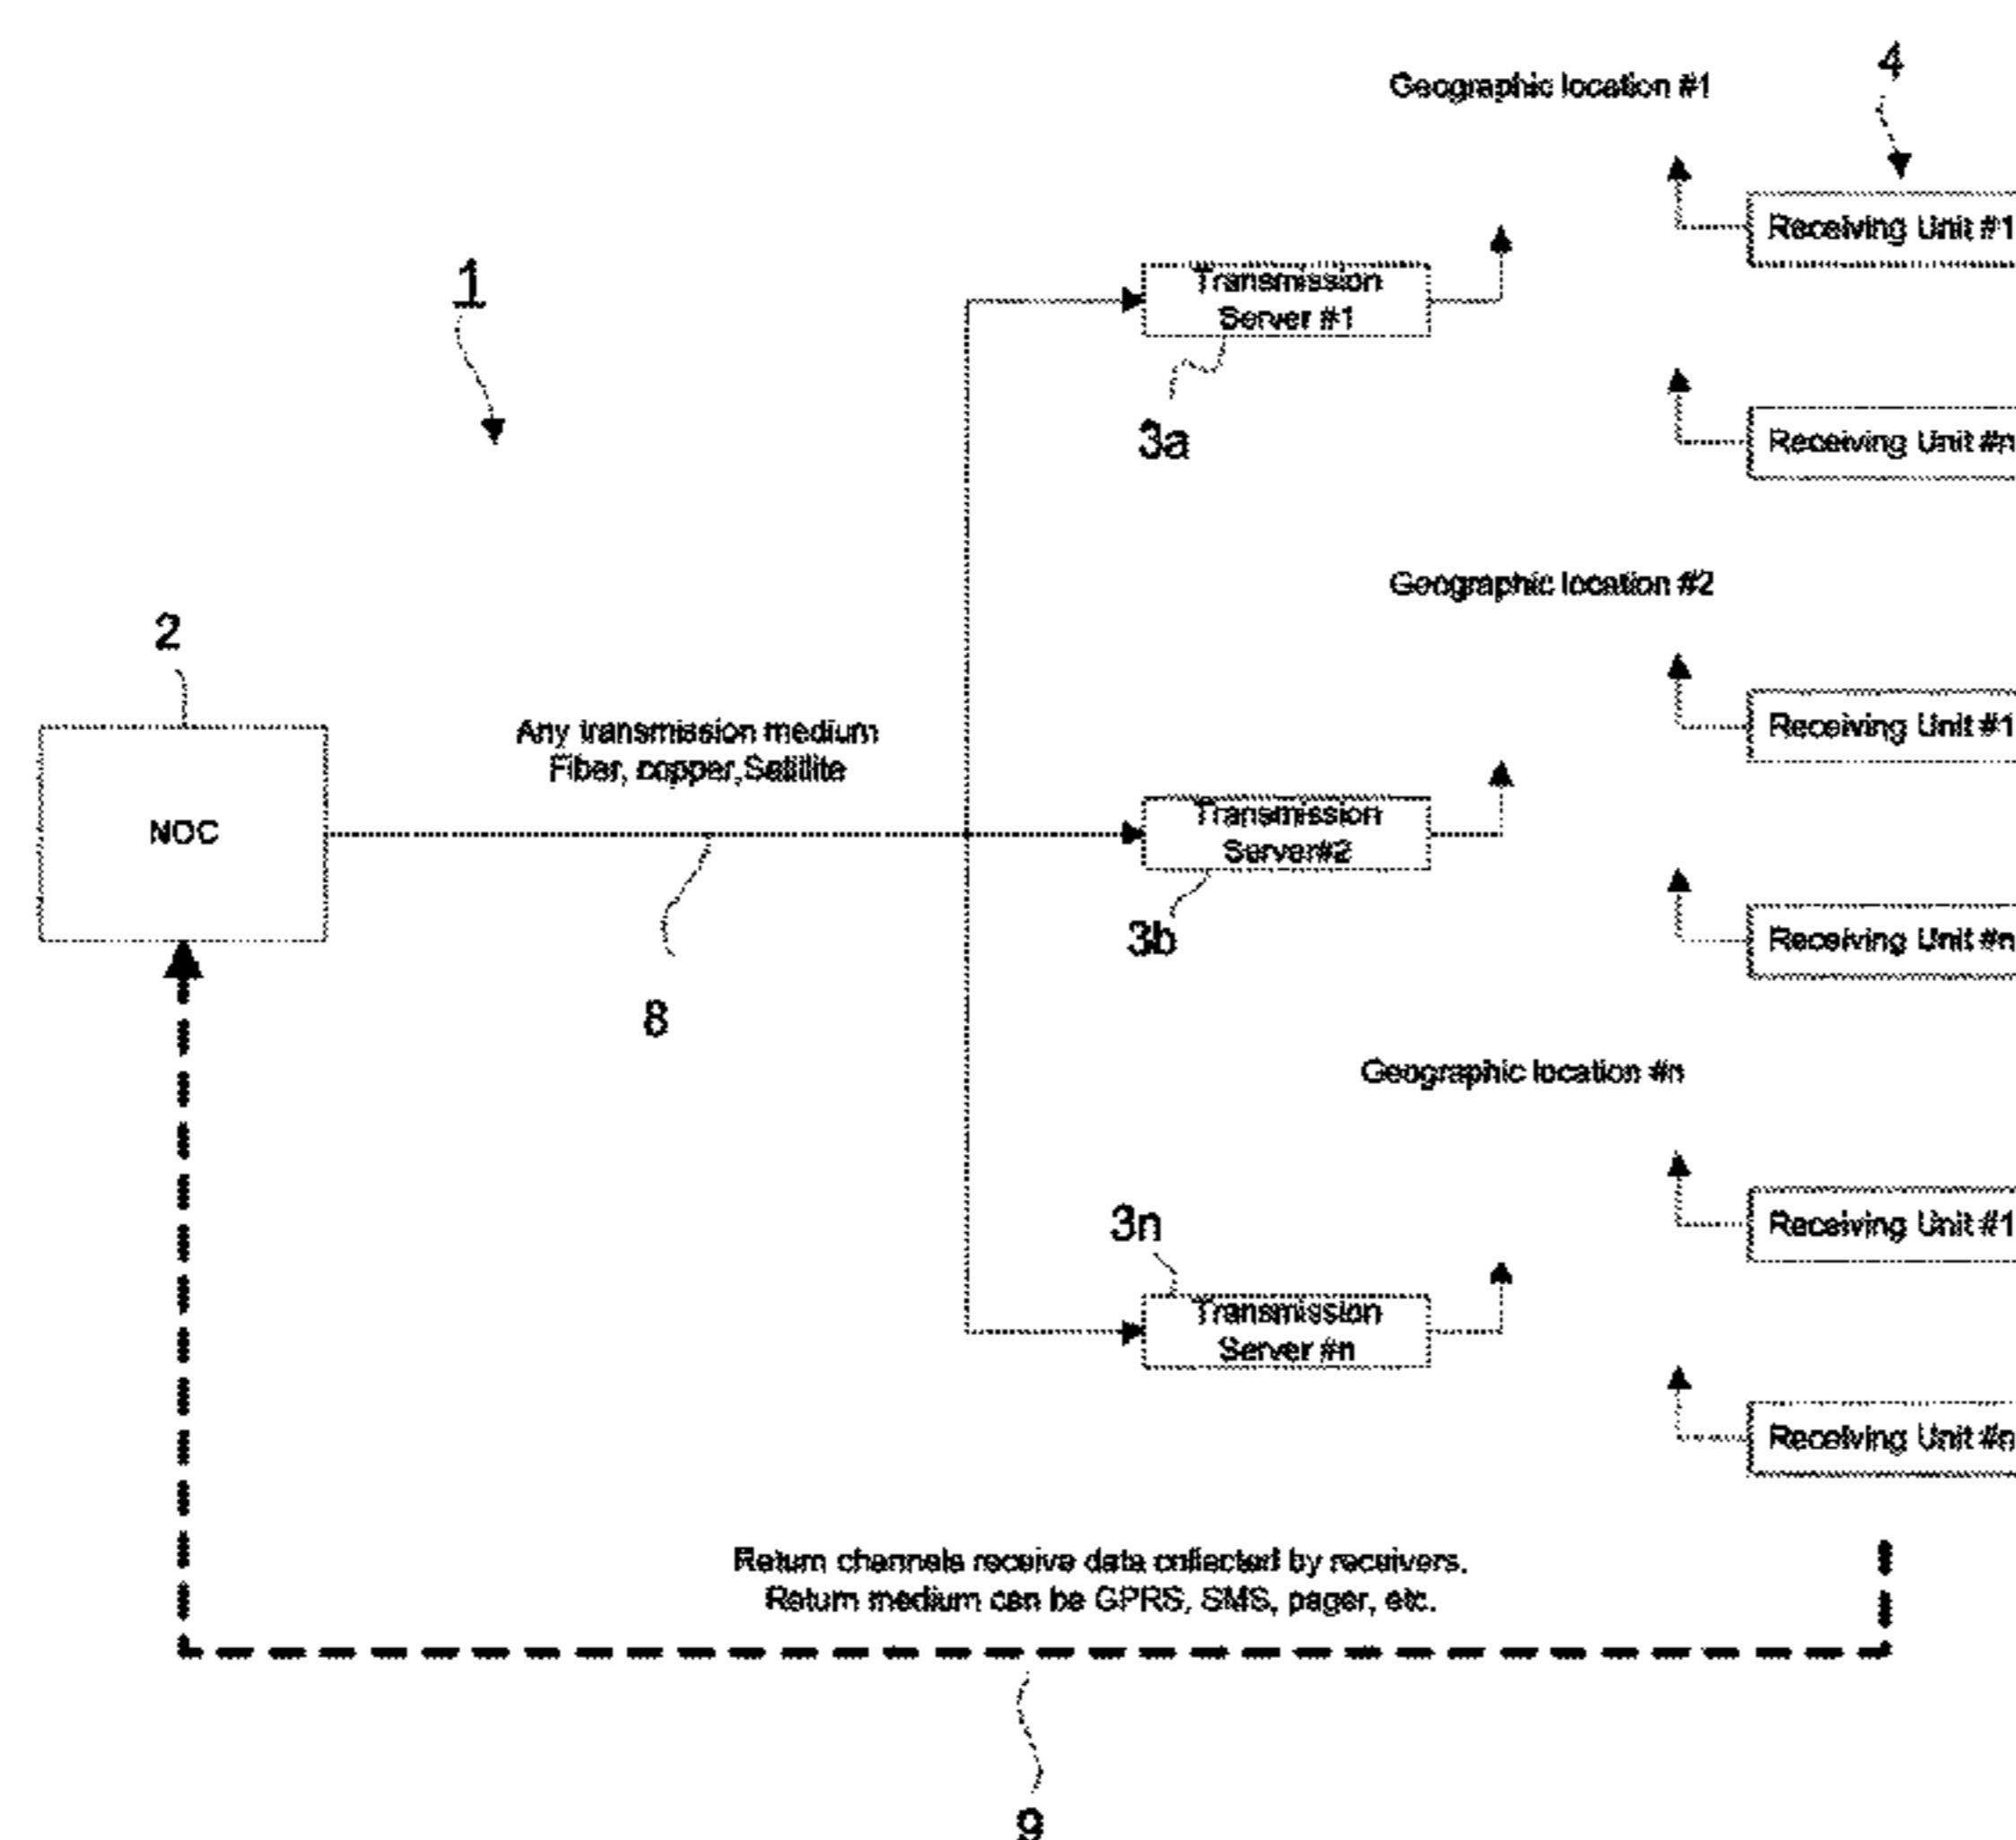 Geographic location #1
4
Receiving Unit #1
1
Transmission
Server #1
3a
Receiving Unit #n
Geographic location #2
2
Receiving Unit #1
Any transmission medium
Fiber, copper,Satillite
NOC
Transmission
Server#2
3b
Receiving Unit #n
8
Geographic location #n
3n
Receiving Unit #1
Transmission
Server #n
Receiving Unit #n
Return channels receive data collected by receivers.
Return medium can be GPRS, SMS, pager, etc.
9